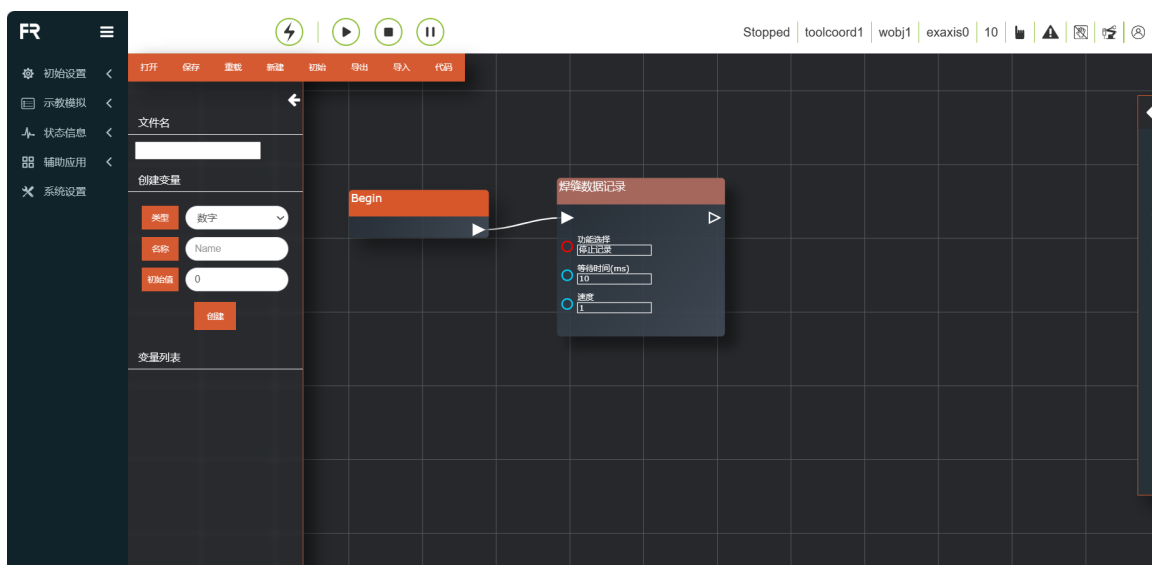 FR
Stopped toolcoord1 wobj1 exaxis0 10
初始设置
示教模拟
状态信息
辅助应用
系统设置
打开 保存 重载 新建 初始 导出 导入 代码
文件名
创建变量
类型 数字
名称 Name
初始值 0
创建
变量列表
Begin
焊缝数据记录
功能选择
停止记录
等待时间(ms)
10
速度
1